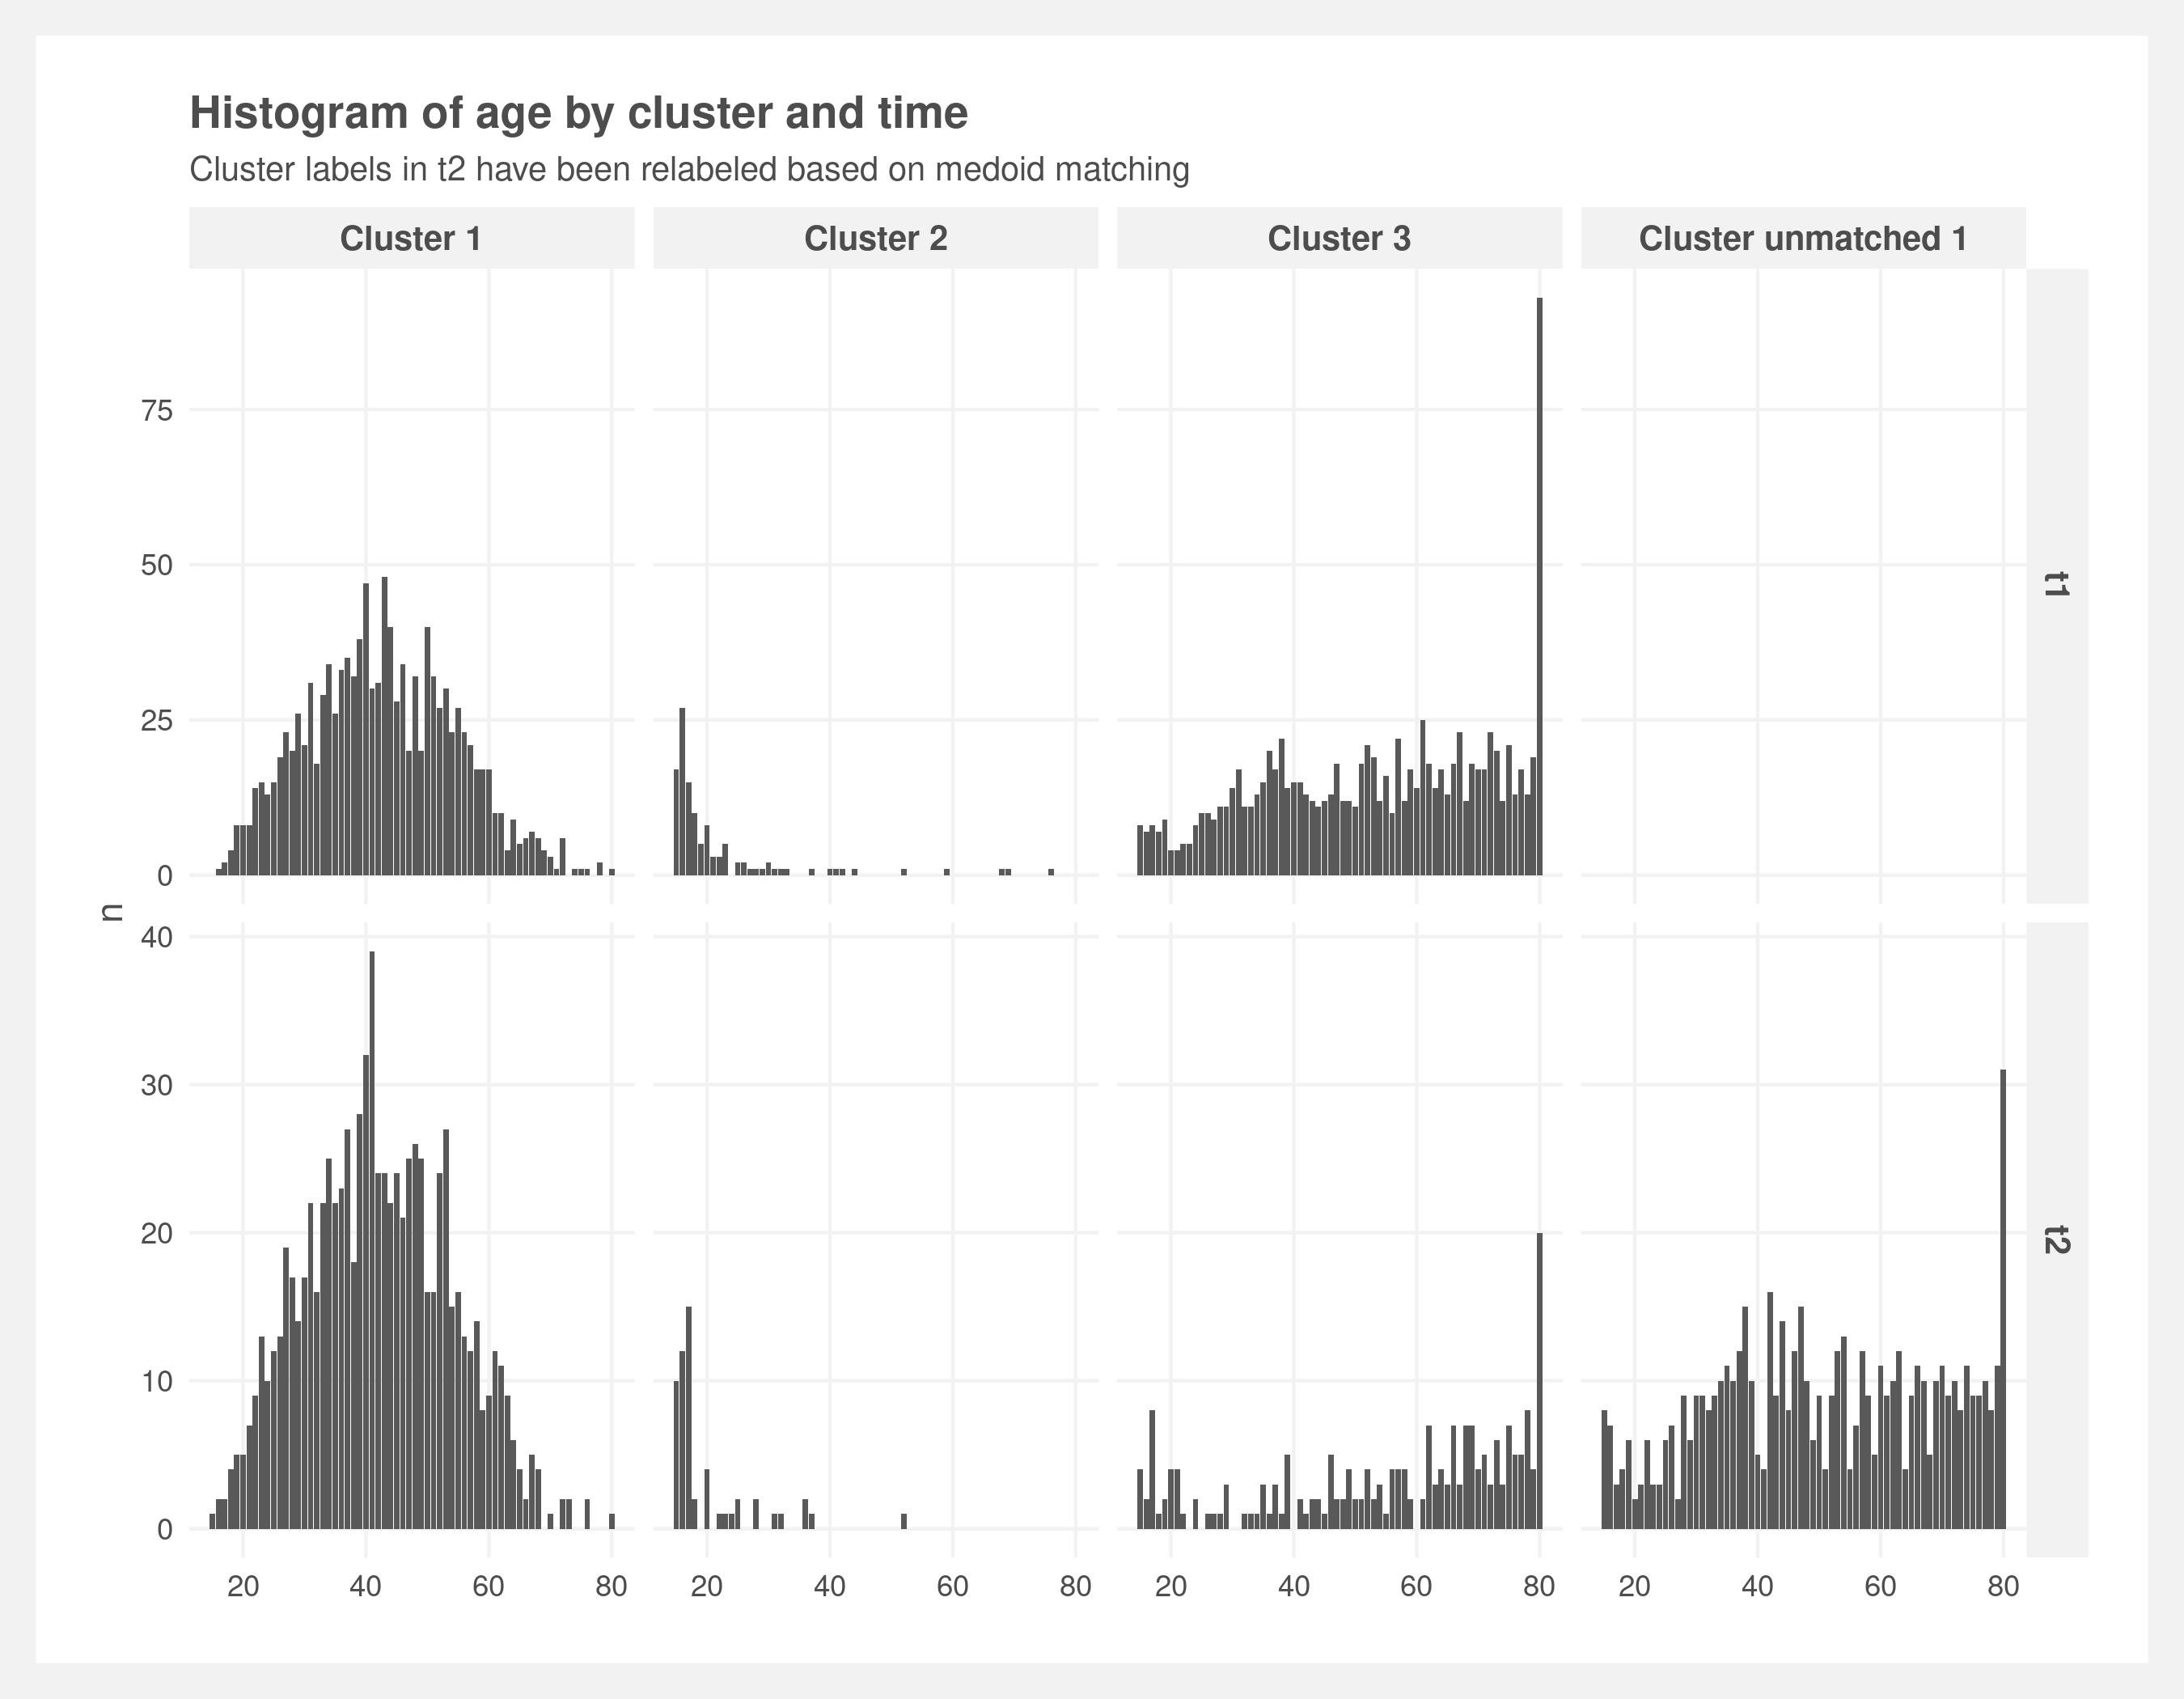 Histogram of age by cluster and time
Cluster labels in t2 have been relabeled based on medoid matching
Cluster 1
Cluster 2
Cluster 3
Cluster unmatched 1
75
50
25
0
t1
n
40
30
20
10
0
t2
20 40 60 80
20 40 60 80
20 40 60 80
20 40 60 80